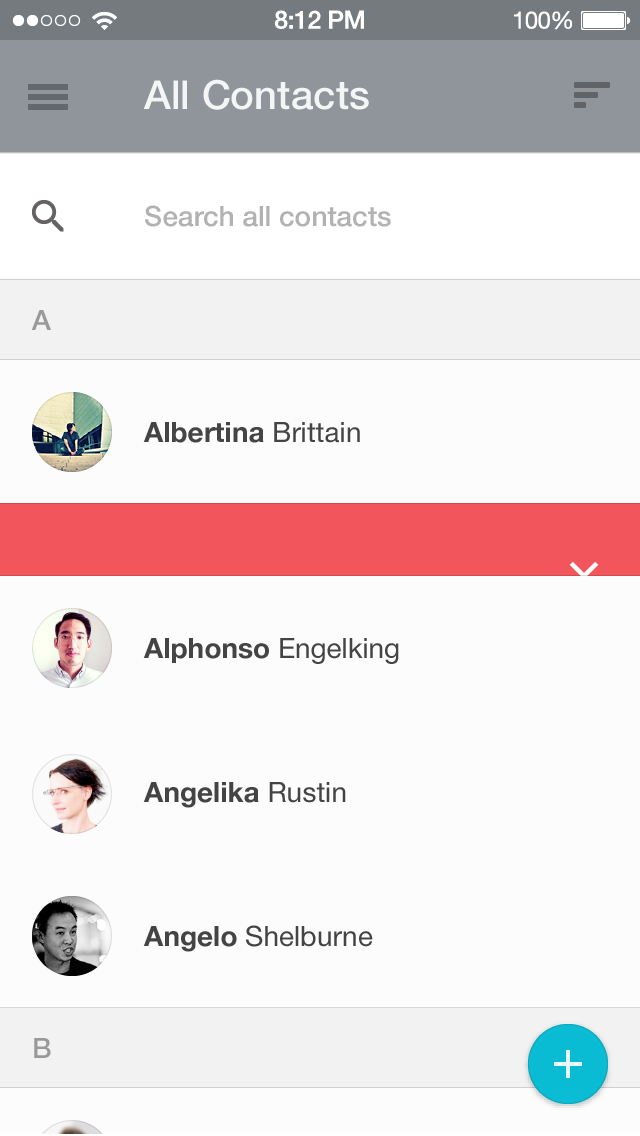 8:12 PM 100%
All Contacts
Search all contacts
A
Albertina Brittain
Alphonso Engelking
Angelika Rustin
Angelo Shelburne
B